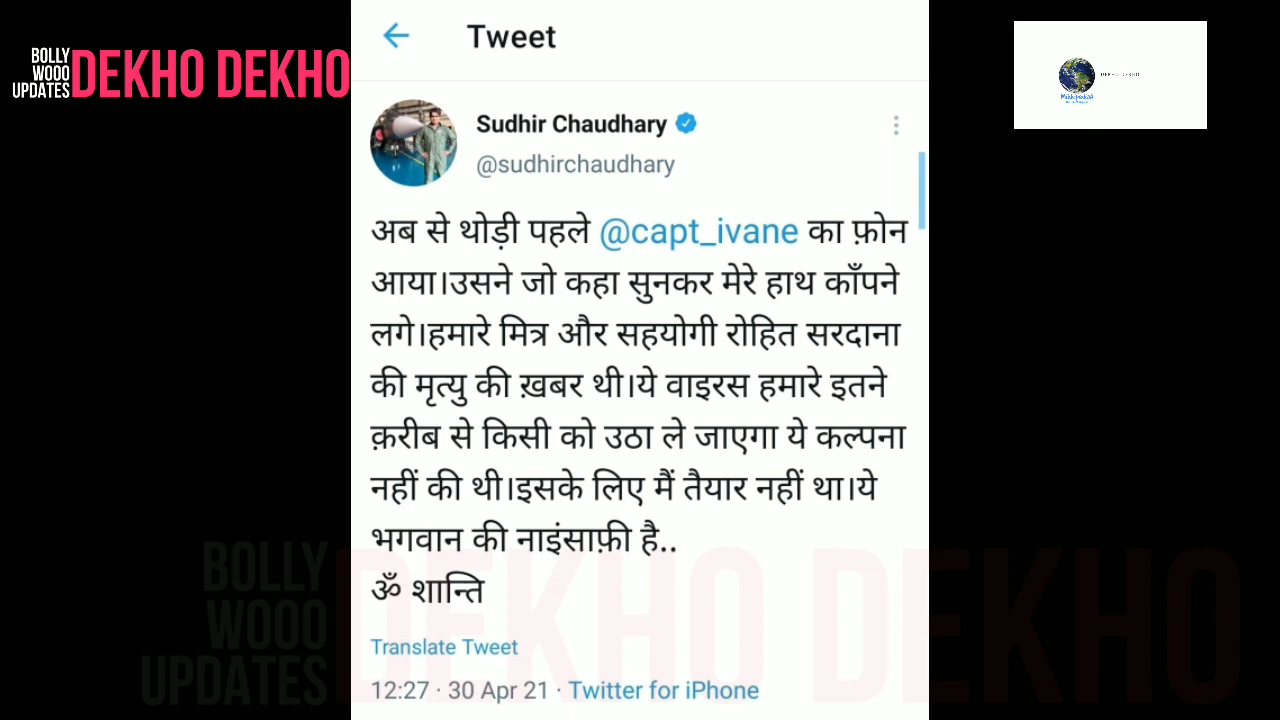 BOLLY
WOOO
UPDATES
DEKHO DEKHO
Tweet
Sudhir Chaudhary
@sudhirchaudhary
अब से थोड़ी पहले @capt_ivane का फ़ोन
आया।उसने जो कहा सुनकर मेरे हाथ काँपने
लगे।हमारे मित्र और सहयोगी रोहित सरदाना
की मृत्यु की ख़बर थी।ये वाइरस हमारे इतने
क़रीब से किसी को उठा ले जाएगा ये कल्पना
नहीं की थी।इसके लिए मैं तैयार नहीं था।ये
भगवान की नाइंसाफ़ी है..
ॐ शान्ति
Translate Tweet
12:27 · 30 Apr 21 · Twitter for iPhone
BOLLY
WOOO
UPDATES
DEKHO DEKHO